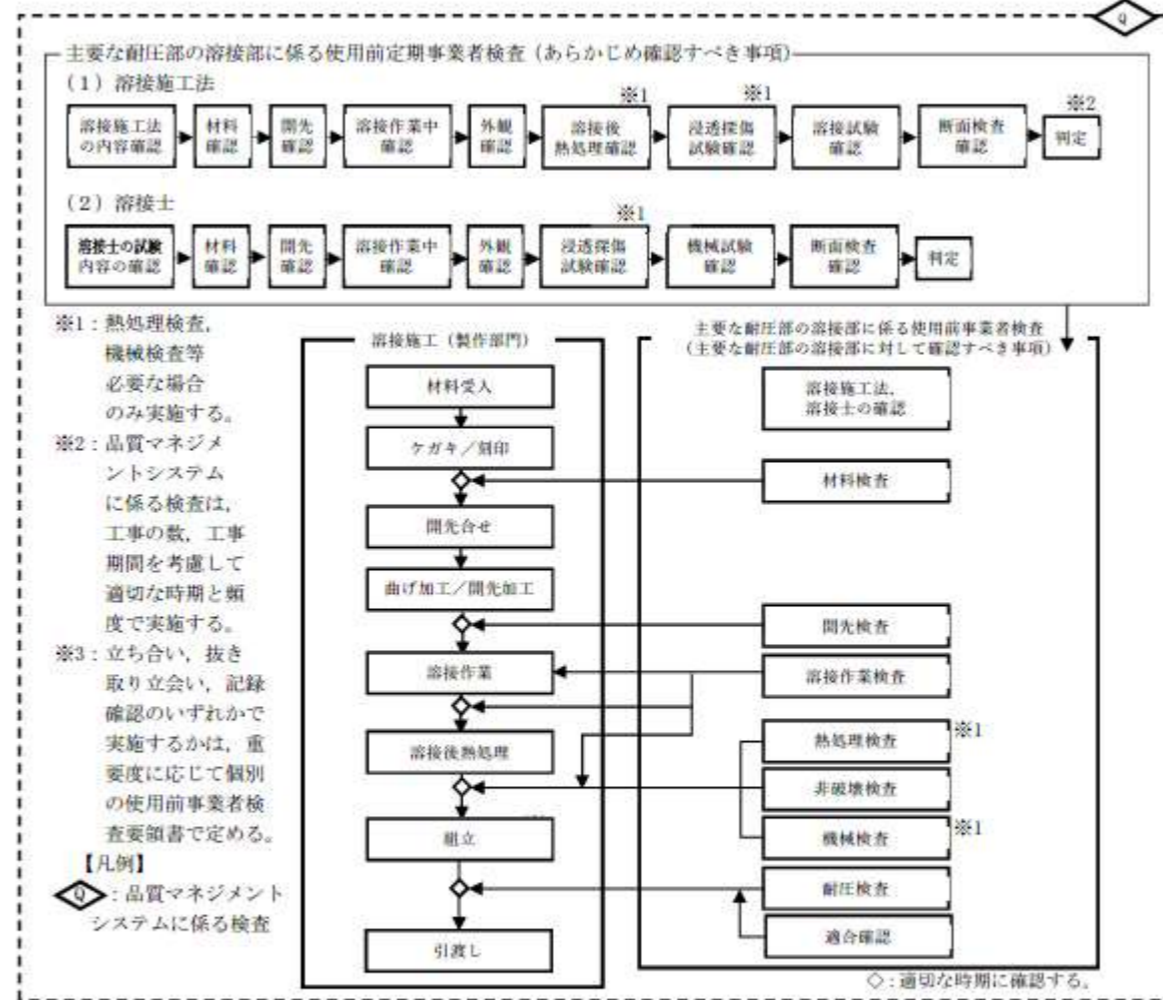 Q
主要な耐圧部の溶接部に係る使用前定期事業者検査(あらかじめ確認すべき事項)
(1)溶接施工法
※1
※1
※2
溶接施工法
の内容確認
材料
確認
開先
確認
溶接作業中
確認
外観
確認
溶接後
熱処理確認
浸透探傷
試験確認
溶接試験
確認
断面検査
確認
判定
(2)溶接士
※1
溶接士の試験
内容の確認
材料
確認
開先
確認
溶接作業中
確認
外観
確認
浸透探傷
試験確認
機械試験
確認
断面検査
確認
判定
※1:熱処理検査,
機械検査等
必要な場合
のみ実施する。
※2:品質マネジメ
ントシステム
に係る検査は,
工事の数,工事
期間を考慮して
適切な時期と頻
度で実施する。
※3:立ち合い,抜き
取り立会い,記録
確認のいずれかで
実施するかは,重
要度に応じて個別
の使用前事業者検
査要領書で定める。
【凡例】
Q:品質マネジメント
システムに係る検査
溶接施工(製作部門)
材料受入
ケガキ/刻印
開先合せ
曲げ加工/開先加工
溶接作業
溶接後熱処理
組立
引渡し
主要な耐圧部の溶接部に係る使用前事業者検査
(主要な耐圧部の溶接部に対して確認すべき事項)
溶接施工法,
溶接士の確認
材料検査
開先検査
溶接作業検査
熱処理検査
※1
非破壊検査
機械検査
※1
耐圧検査
適合確認
◇:適切な時期に確認する。